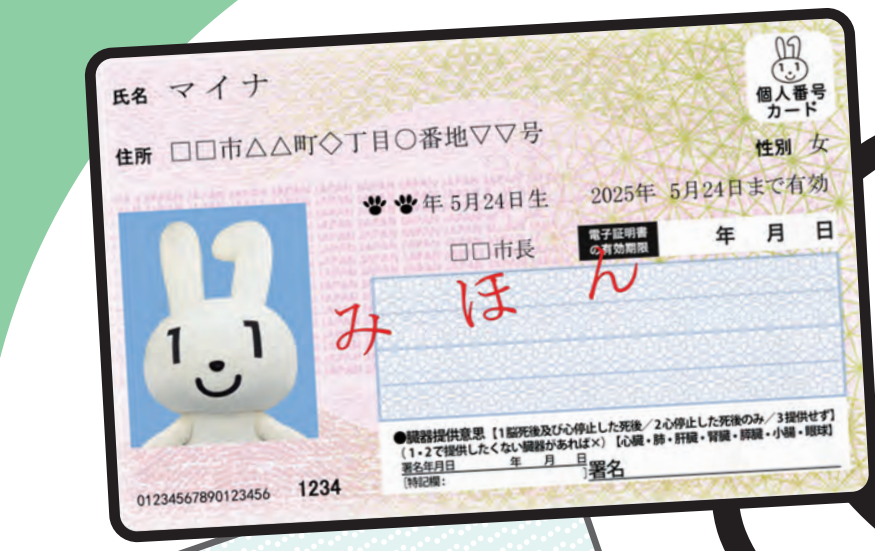 氏名 マイナ
個人番号
カード
住所 □□市△△町◇丁目○番地▽▽号
性別 女
年 5月24日生 2025年 5月24日まで有効
□□市長
電子証明書
の有効期限
年 月 日
みほん
●臓器提供意思【1脳死後及び心停止した死後/2心停止した死後のみ/3提供せず】
(1・2で提供したくない臓器があれば×)【心臓・肺・肝臓・腎臓・膵臓・小腸・眼球】
署名年月日 年 月 日
[特記欄: ]署名
01234567890123456 1234